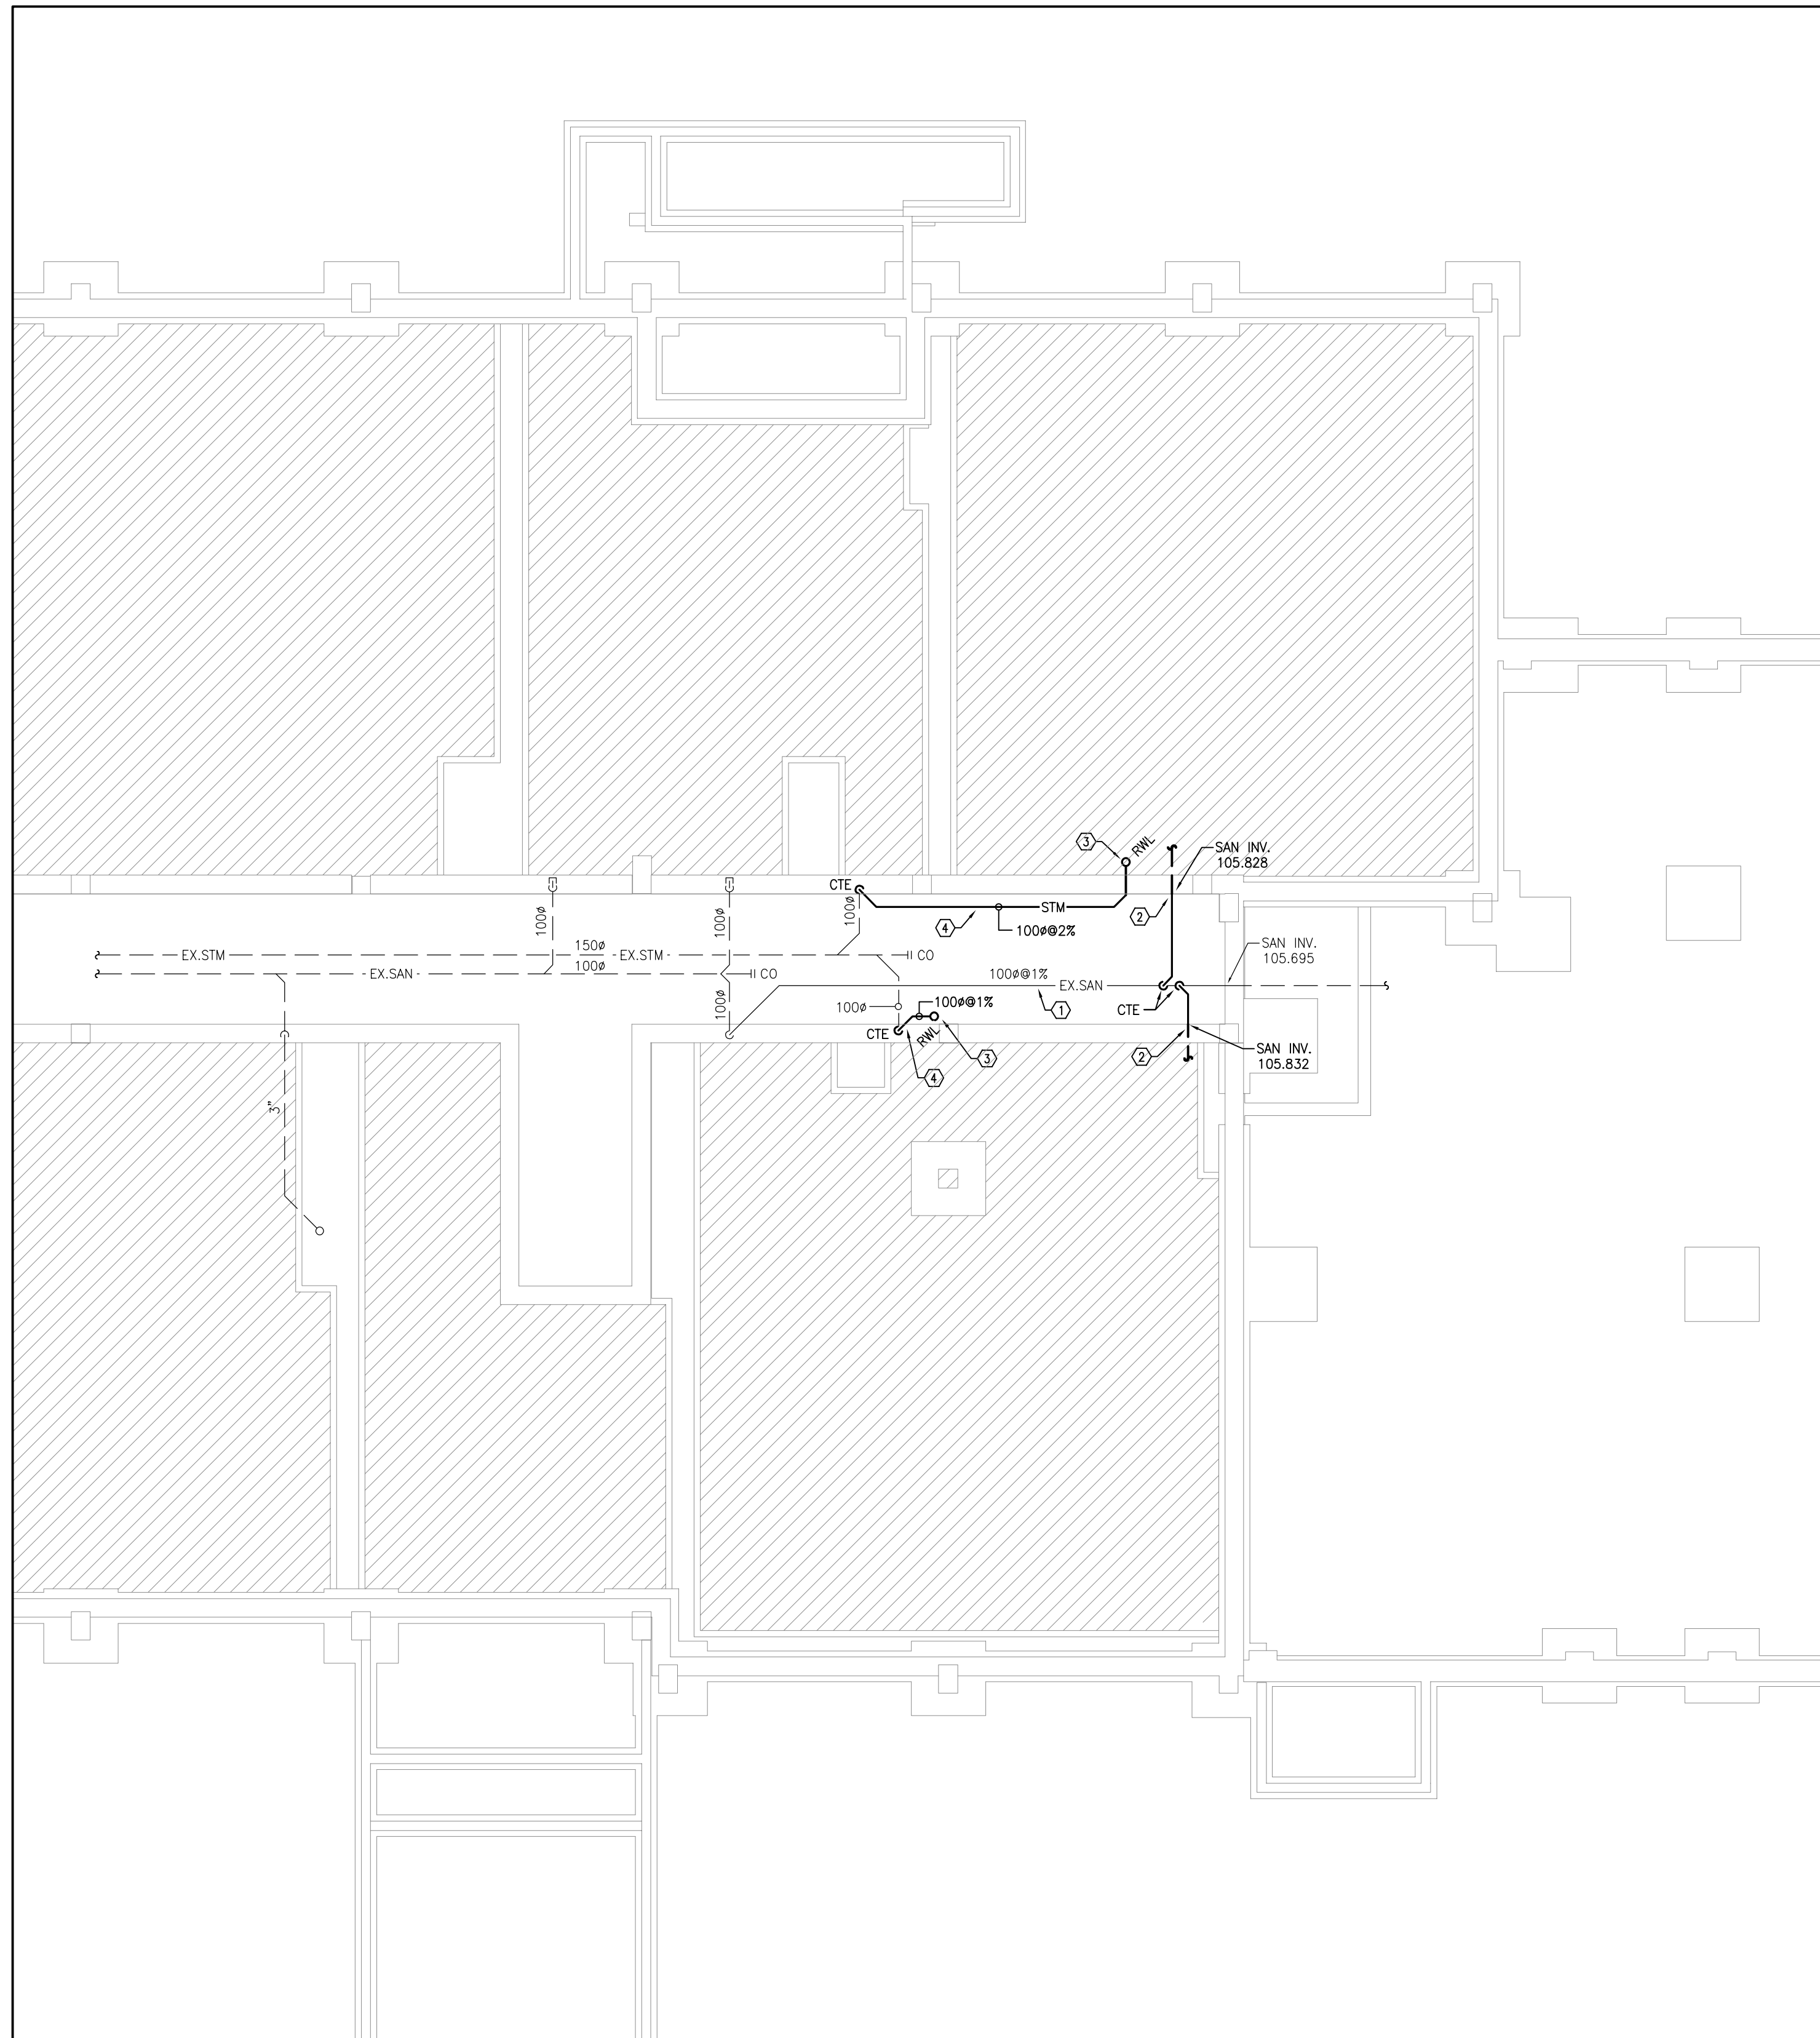 3
RWL
SAN INV.
105.828
CTE
100ø
100ø
100ø
STM
2
4
100ø@2%
EX.STM
150ø
EX.STM
CO
SAN INV.
105.695
EX.SAN
100ø
CO
100ø@1%
EX.SAN
100ø
100ø
100ø@1%
1
CTE
CTE
RWL
3
2
SAN INV.
105.832
4
3"